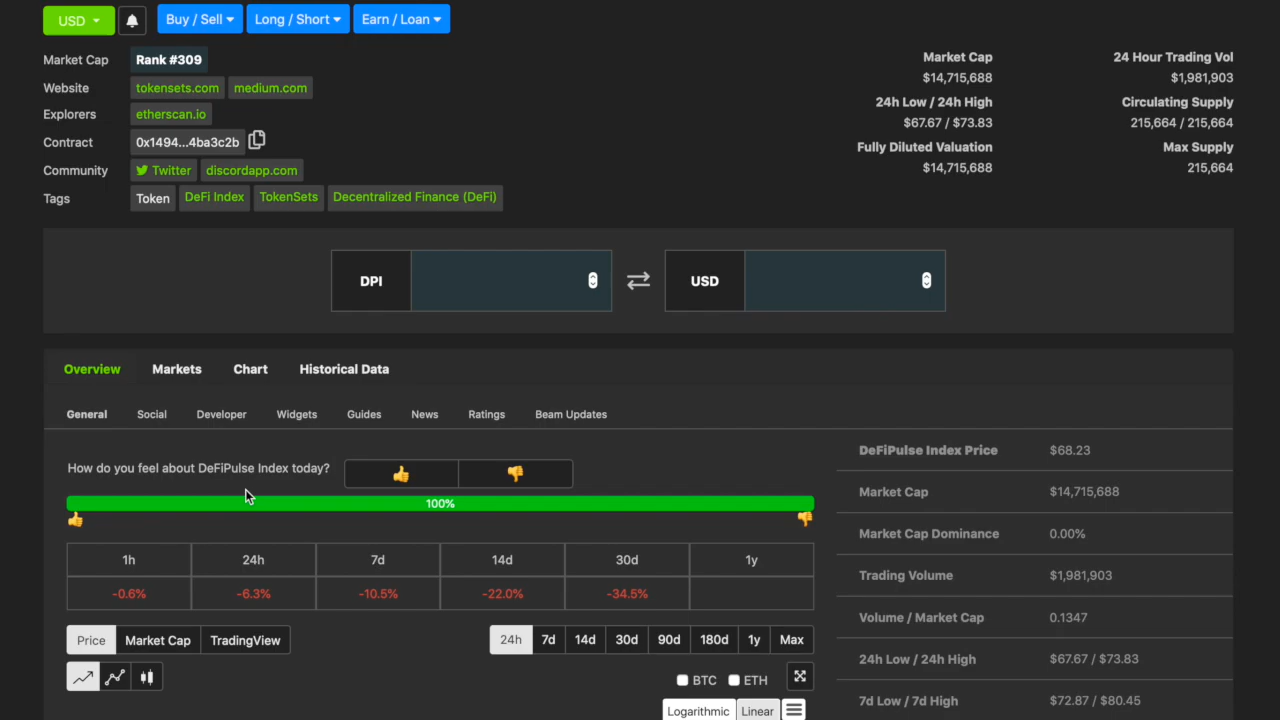 USD
Buy / Sell
Long / Short
Earn / Loan
Market Cap Rank #309
Website tokensets.com medium.com
Explorers etherscan.io
Contract 0x1494...4ba3c2b
Community Twitter discordapp.com
Tags Token DeFi Index TokenSets Decentralized Finance (DeFi)
Market Cap
$14,715,688
24h Low / 24h High
$67.67 / $73.83
Fully Diluted Valuation
$14,715,688
24 Hour Trading Vol
$1,981,903
Circulating Supply
215,664 / 215,664
Max Supply
215,664
DPI
USD
Overview Markets Chart Historical Data
General Social Developer Widgets Guides News Ratings Beam Updates
How do you feel about DeFiPulse Index today?
100%
1h 24h 7d 14d 30d 1y
-0.6% -6.3% -10.5% -22.0% -34.5%
Price Market Cap TradingView
24h 7d 14d 30d 90d 180d 1y Max
BTC ETH
Logarithmic Linear
DeFiPulse Index Price $68.23
Market Cap $14,715,688
Market Cap Dominance 0.00%
Trading Volume $1,981,903
Volume / Market Cap 0.1347
24h Low / 24h High $67.67 / $73.83
7d Low / 7d High $72.87 / $80.45